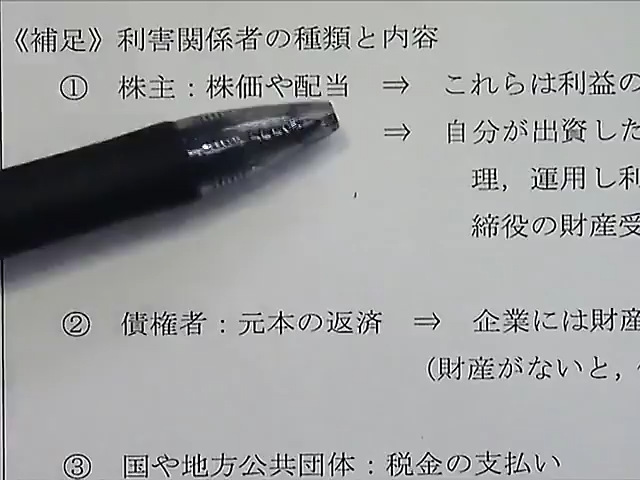 《補足》利害関係者の種類と内容
① 株主：株価や配当 ⇒ これらは利益の
⇒ 自分が出資した
理，運用し利
締役の財産受
② 債権者：元本の返済 ⇒ 企業には財産
（財産がないと，
③ 国や地方公共団体：税金の支払い